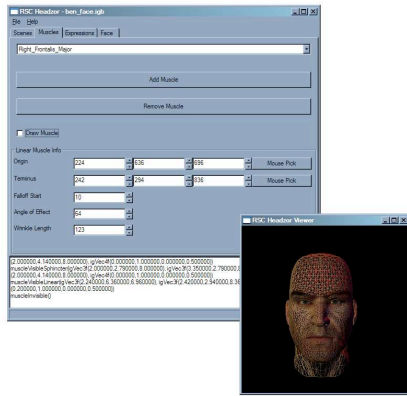 RSC Headzor - ben_face.igb
File Help
Scenes Muscles Expressions Face
Right_Frontalis_Major
Add Muscle
Remove Muscle
Draw Muscle
Linear Muscle Info
Origin 224 636 696 Mouse Pick
Terminus 242 294 836 Mouse Pick
Falloff Start 10
Angle of Effect 64
Wrinkle Length 123
(2.000000,4.140000,8.000000), igVec4f(0.000000,1.000000,0.000000,0.500000))
muscleVisibleSphincter(igVec3f(2.000000,2.790000,8.000000), igVec3f(3.350000,2.790000,8
(2.000000,4.140000,8.000000), igVec4f(0.000000,1.000000,0.000000,0.500000))
muscleVisibleLinear(igVec3f(2.240000,6.360000,6.960000), igVec3f(2.420000,2.940000,8.36
(0.200000,1.000000,0.000000,0.500000))
muscleInvisible()
RSC Headzor Viewer